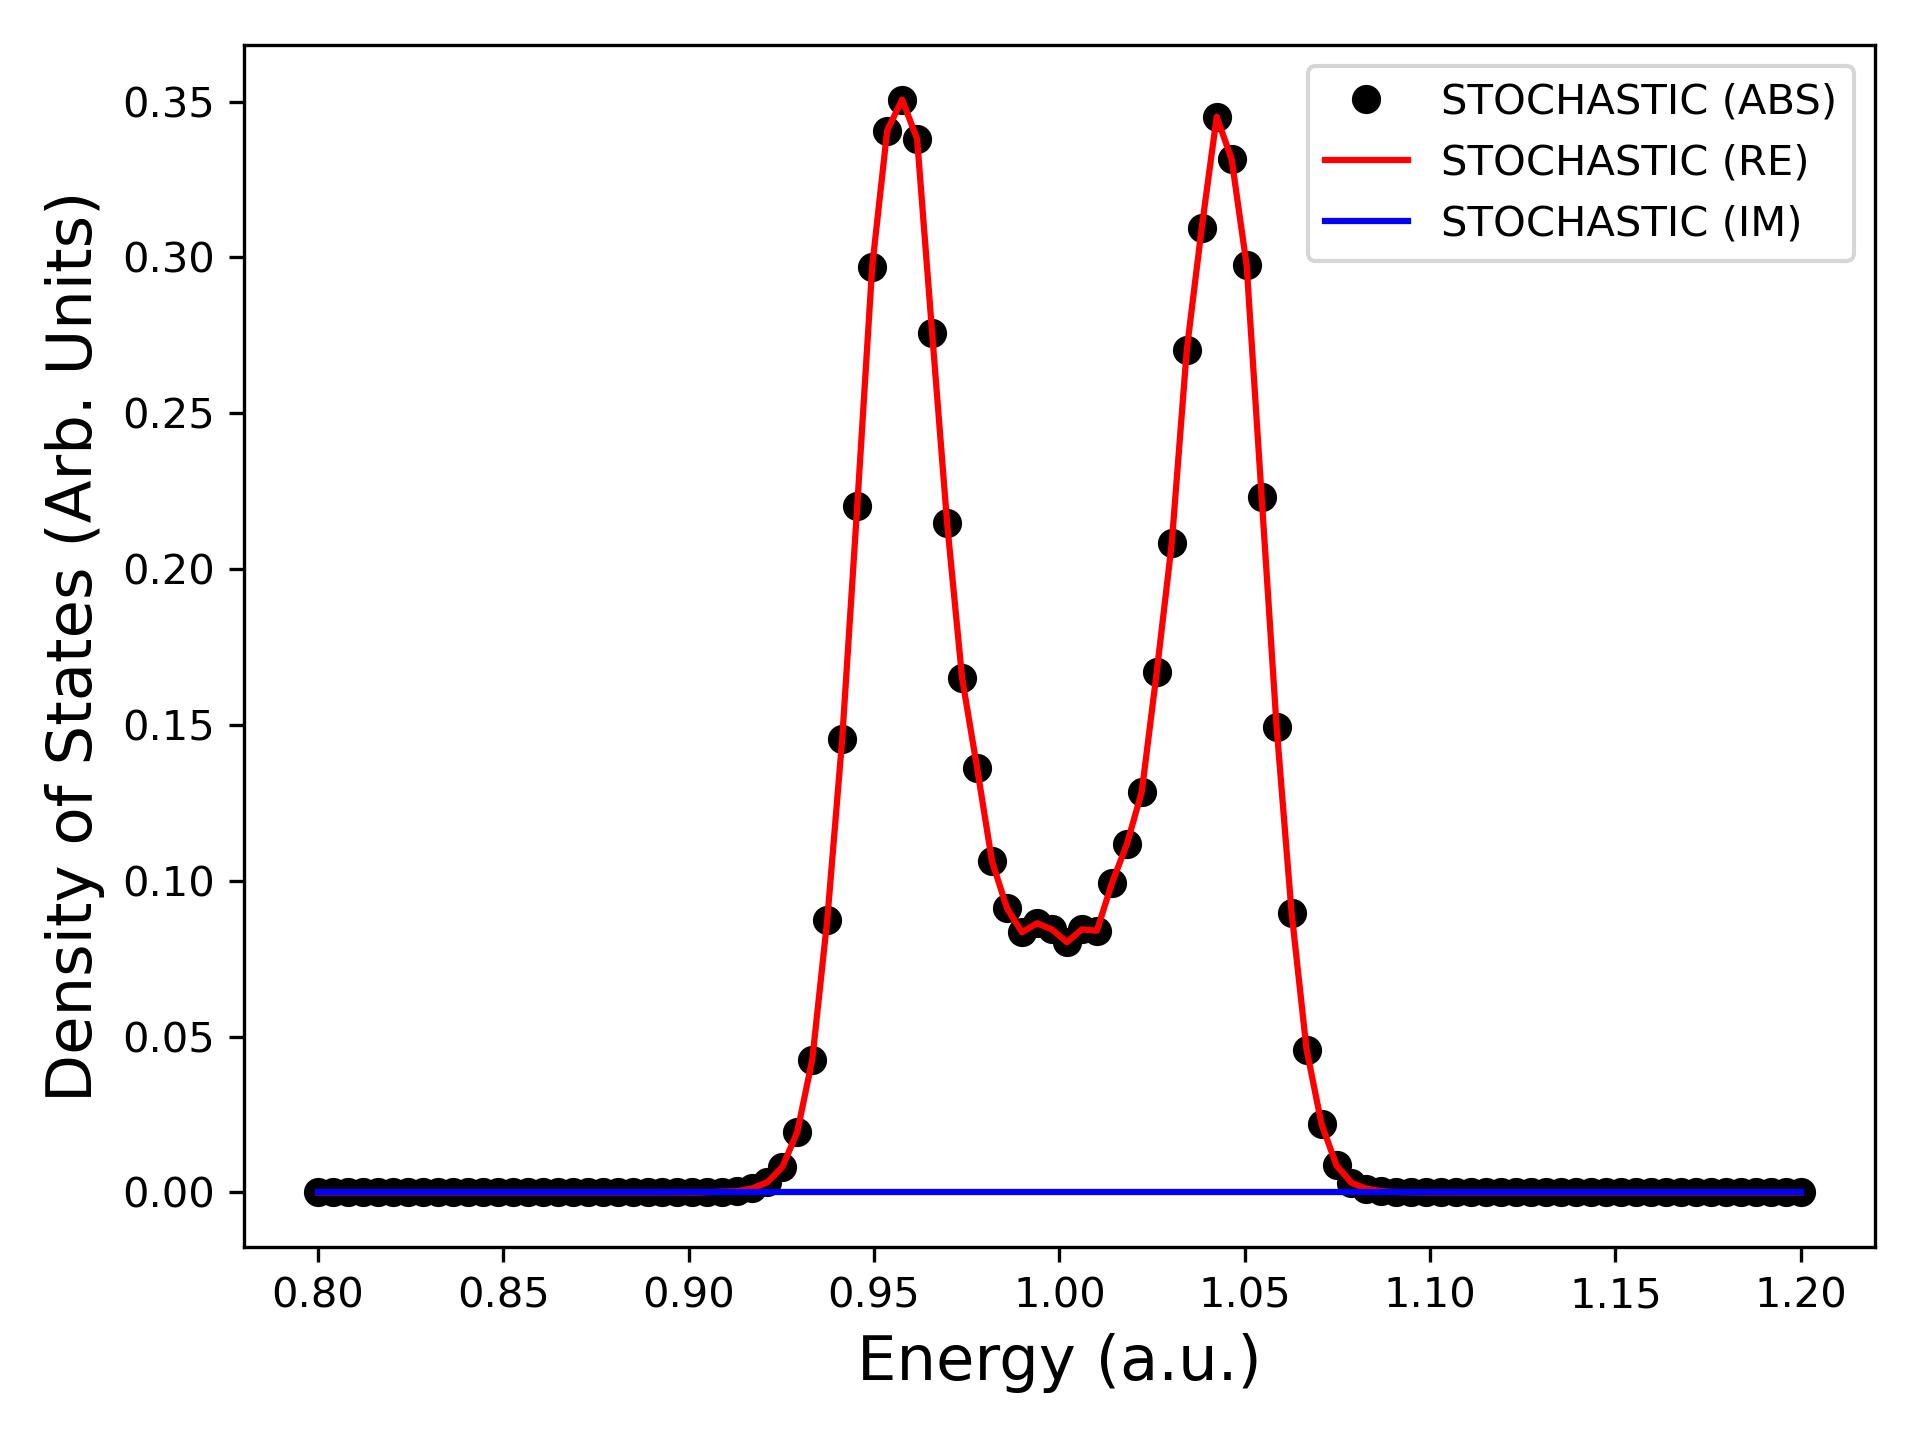 STOCHASTIC (ABS)
STOCHASTIC (RE)
STOCHASTIC (IM)
Density of States (Arb. Units)
0.35
0.30
0.25
0.20
0.15
0.10
0.05
0.00
0.80 0.85 0.90 0.95 1.00 1.05 1.10 1.15 1.20
Energy (a.u.)